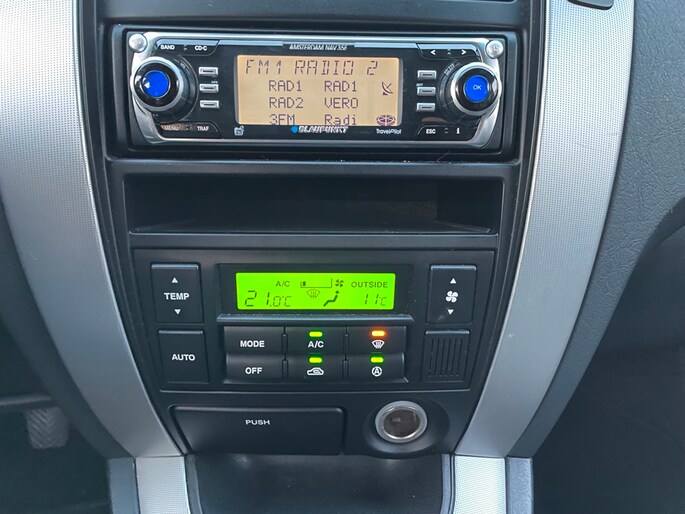 BAND CD-C
AMSTERDAM NAV 35E
FM1 RADIO 2
RAD1 RAD1
RAD2 VERO
3FM Radi
MENU TRAF
BLAUPUNKT
TravelPilot
ESC i
OK
TEMP
A/C OUTSIDE
21.0°C 11°C
AUTO
MODE A/C
OFF
PUSH